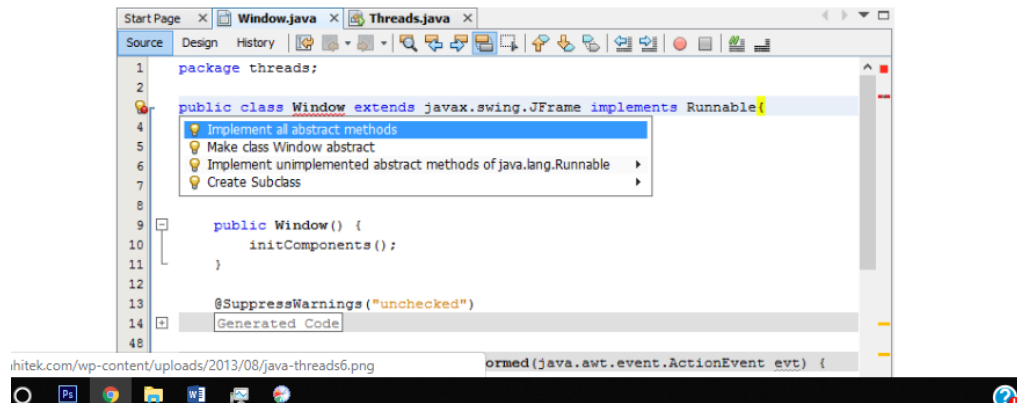 Start Page Window.java Threads.java
Source Design History
1 package threads;
2
public class Window extends javax.swing.JFrame implements Runnable{
4 Implement all abstract methods
5 Make class Window abstract
6 Implement unimplemented abstract methods of java.lang.Runnable
7 Create Subclass
8
9 public Window() {
10 initComponents();
11 }
12
13 @SuppressWarnings("unchecked")
14 Generated Code
48
hitek.com/wp-content/uploads/2013/08/java-threads6.png ormed(java.awt.event.ActionEvent evt) {
Ps W